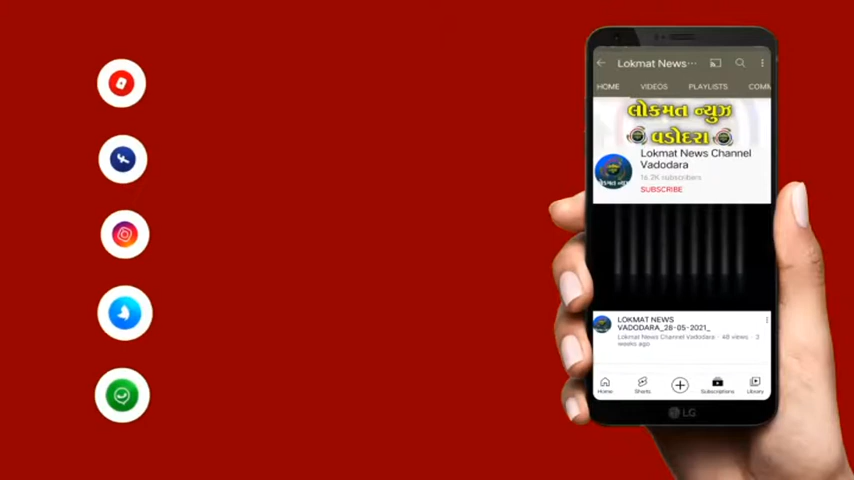 Lokmat News...
HOME VIDEOS PLAYLISTS COMM
લોકમત ન્યુઝ
વડોદરા
Lokmat News Channel
Vadodara
16.2K subscribers
SUBSCRIBE
લોકમત ન્યુઝ
LOKMAT NEWS
VADODARA_28-05-2021_
Lokmat News Channel Vadodara · 48 views · 3
weeks ago
Home Shorts Subscriptions Library
LG